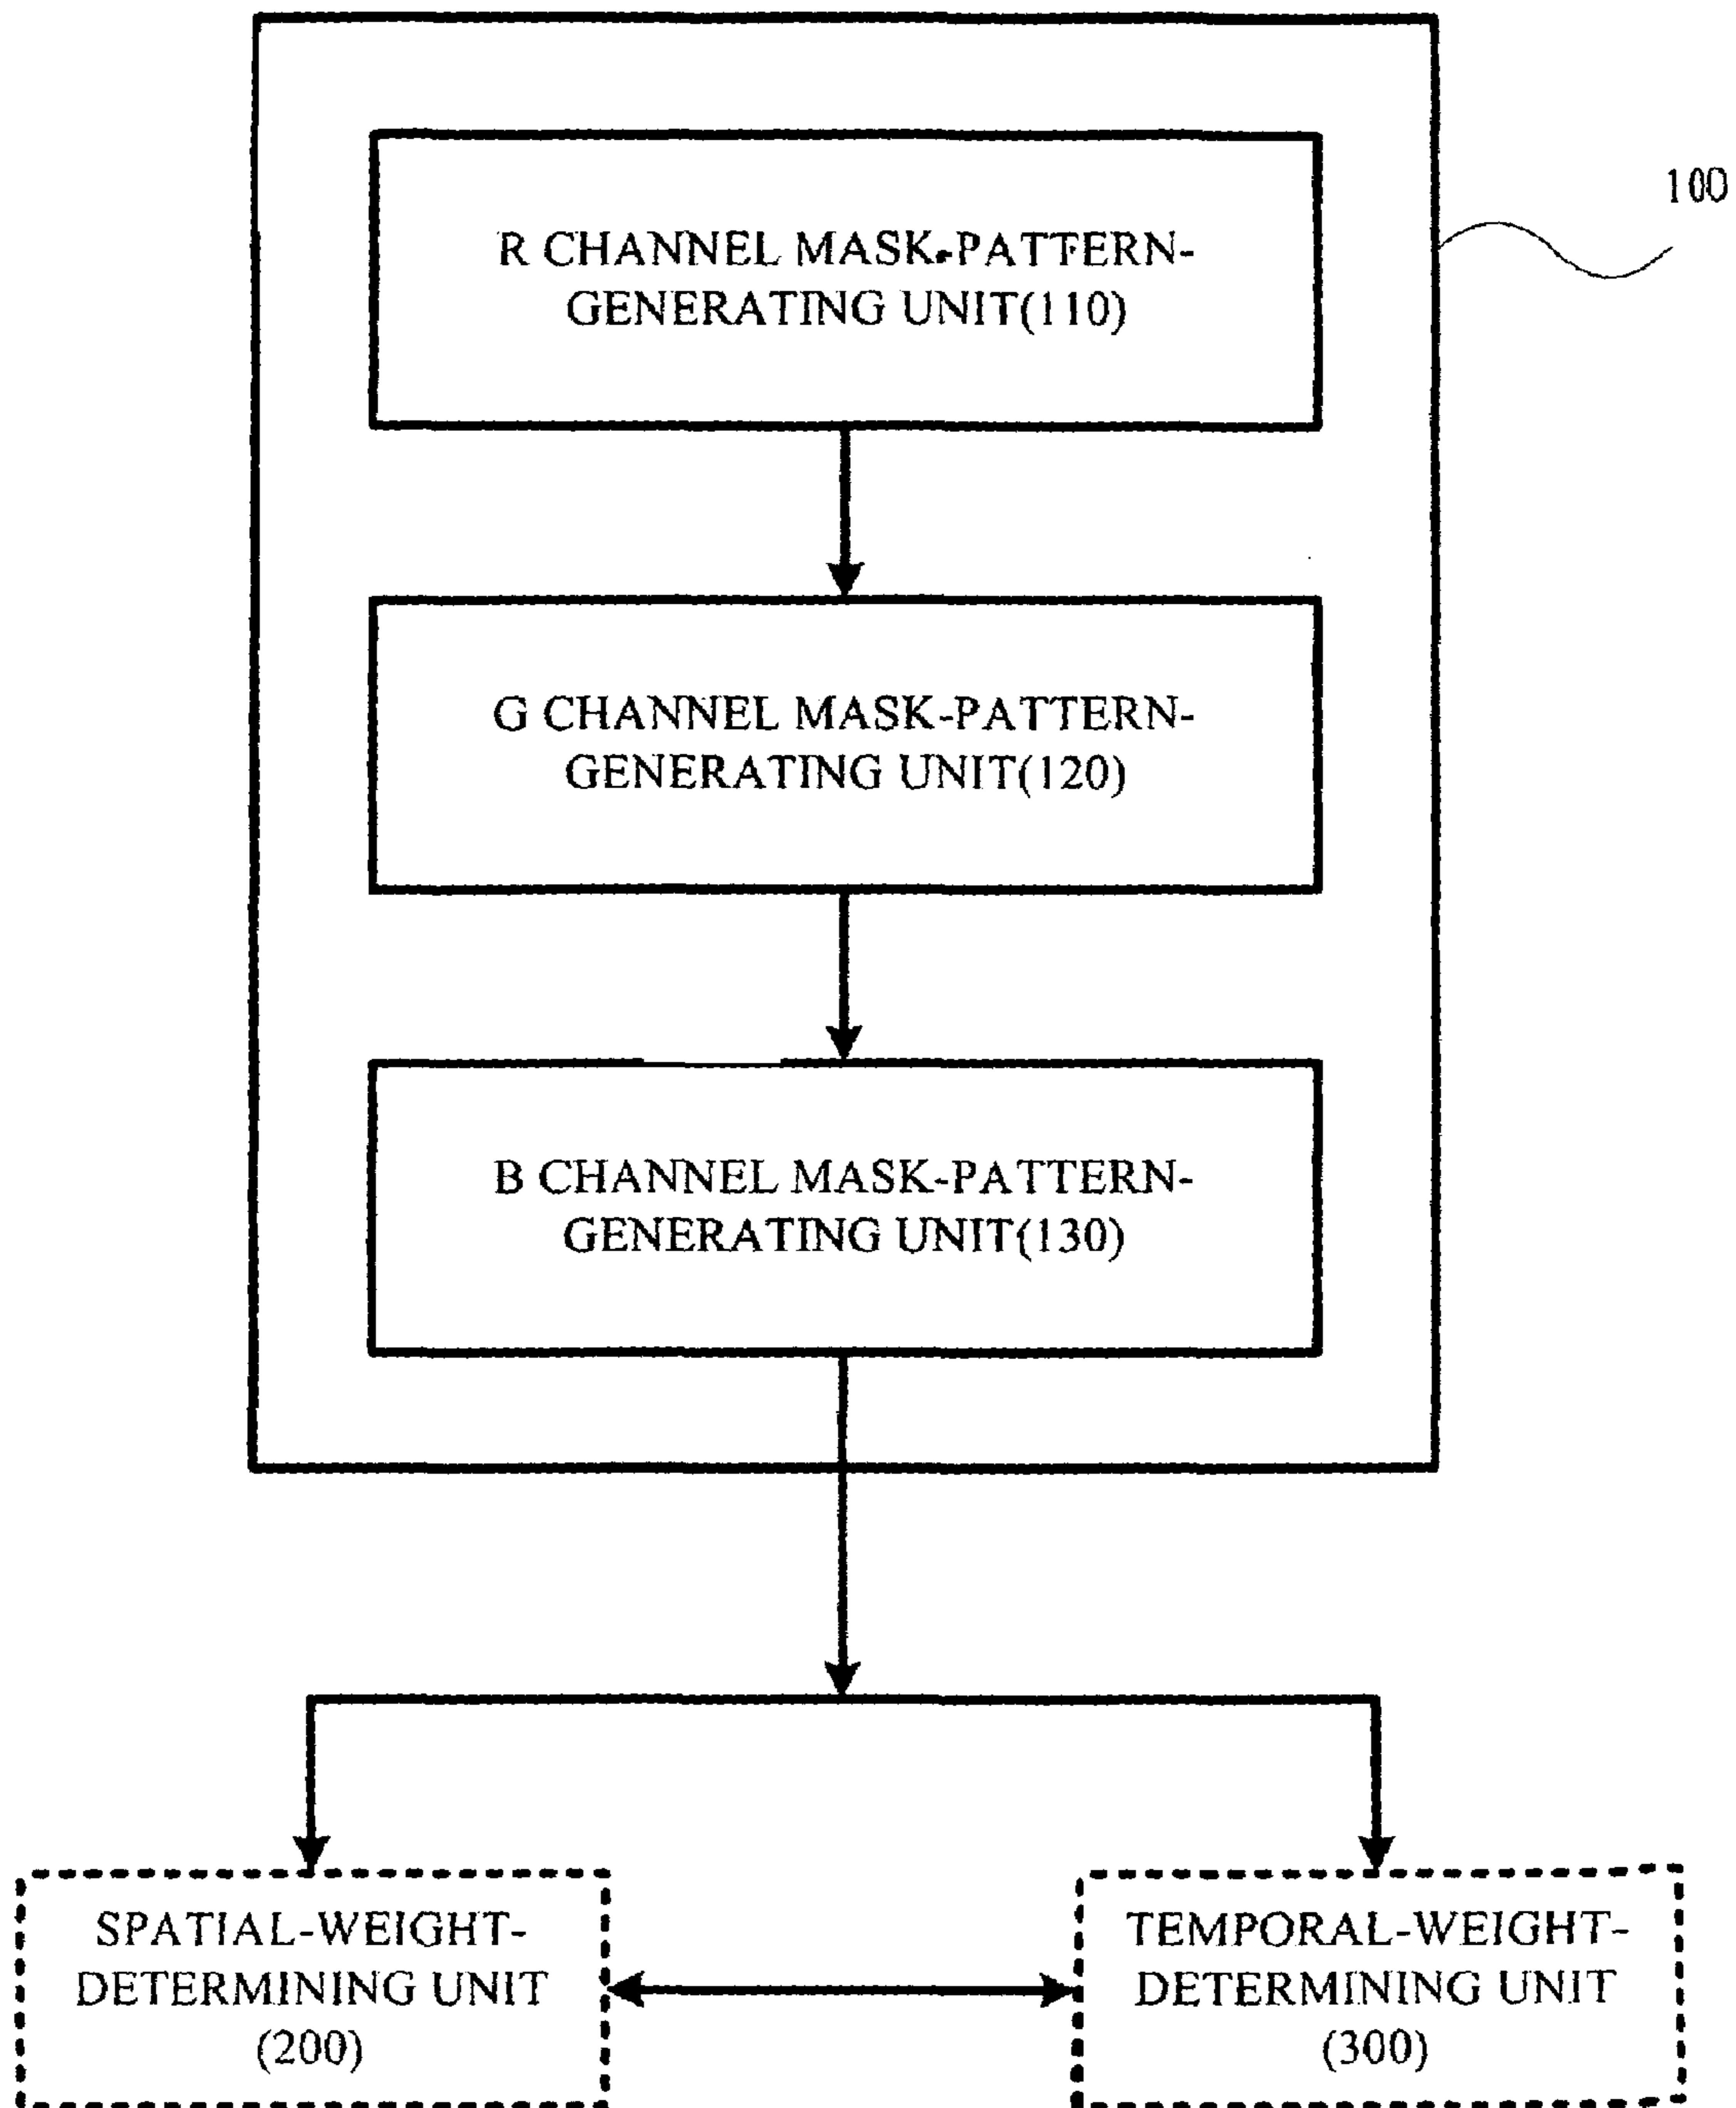 100
R CHANNEL MASK-PATTERN-
GENERATING UNIT(110)
G CHANNEL MASK-PATTERN-
GENERATING UNIT(120)
B CHANNEL MASK-PATTERN-
GENERATING UNIT(130)
SPATIAL-WEIGHT-
DETERMINING UNIT
(200)
TEMPORAL-WEIGHT-
DETERMINING UNIT
(300)